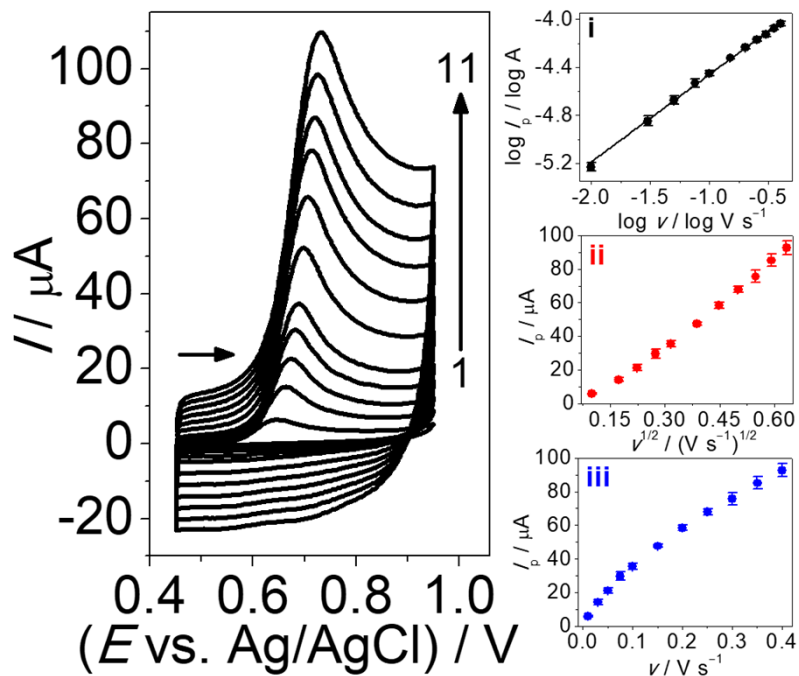 100
80
60
40
20
0
-20
I / µA
11
1
0.4 0.6 0.8 1.0
(E vs. Ag/AgCl) / V
i
-4.0
-4.4
-4.8
-5.2
log Ip / log A
-2.0 -1.5 -1.0 -0.5
log v / log V s⁻¹
ii
100
80
60
40
20
0
Ip / µA
0.15 0.30 0.45 0.60
v^1/2 / (V s⁻¹)^1/2
iii
100
80
60
40
20
0
Ip / µA
0.0 0.1 0.2 0.3 0.4
v / V s⁻¹